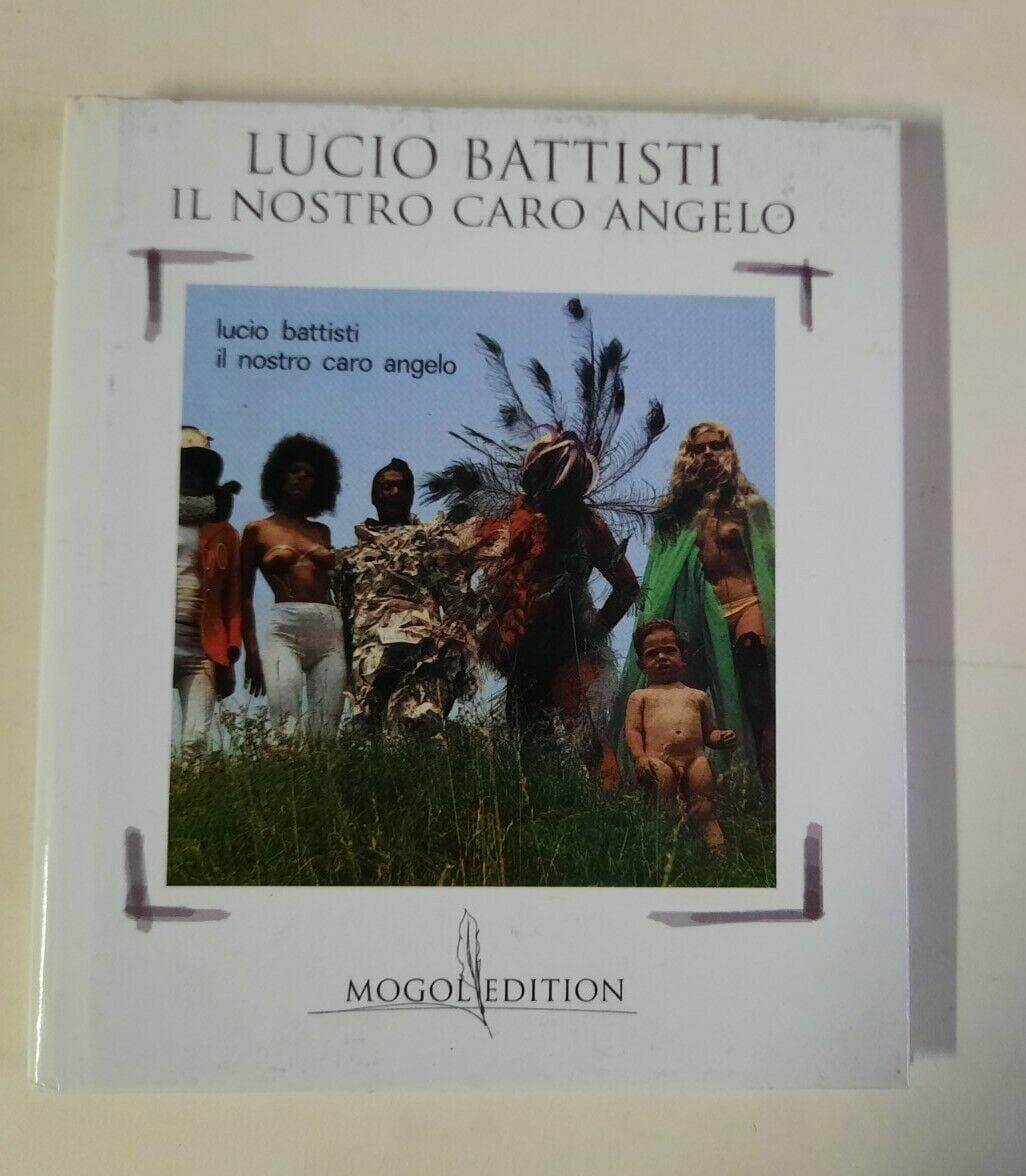 LUCIO BATTISTI
IL NOSTRO CARO ANGELO
lucio battisti
il nostro caro angelo
MOGOL EDITION